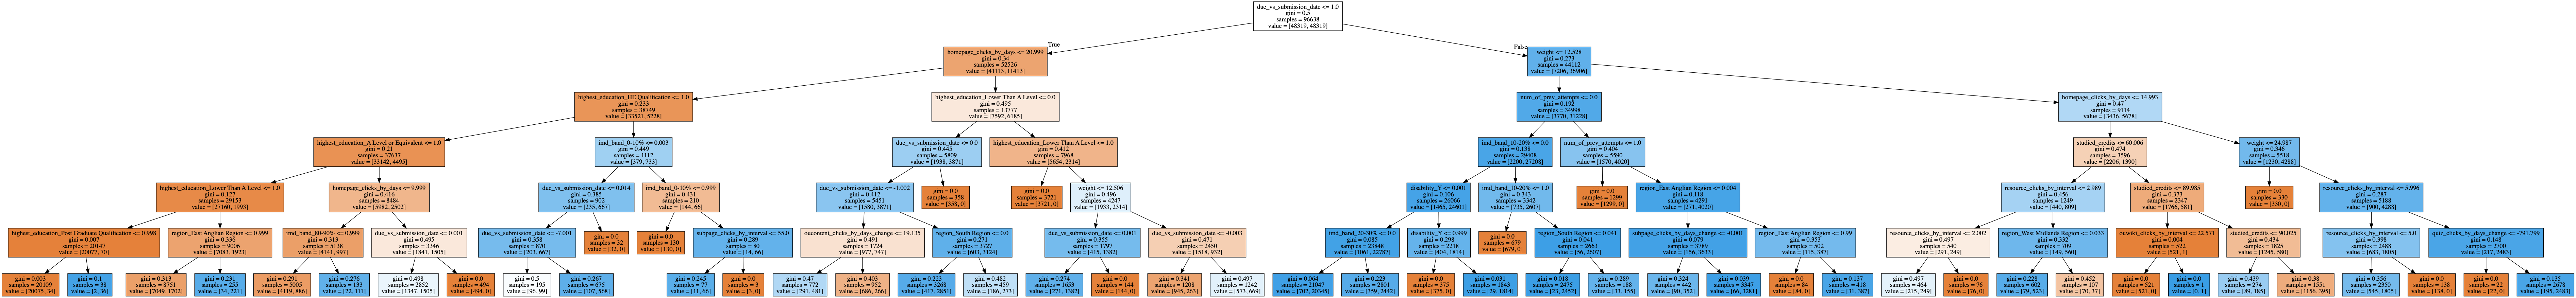 due_vs_submission_date <= 1.0
gini = 0.5
samples = 96638
value = [48319, 48319]
True
False
homepage_clicks_by_days <= 20.999
gini = 0.34
samples = 52526
value = [41113, 11413]
weight <= 12.528
gini = 0.273
samples = 44112
value = [7206, 36906]
highest_education_HE Qualification <= 1.0
gini = 0.233
samples = 38749
value = [33521, 5228]
highest_education_Lower Than A Level <= 0.0
gini = 0.495
samples = 13777
value = [7592, 6185]
num_of_prev_attempts <= 0.0
gini = 0.192
samples = 34998
value = [3770, 31228]
homepage_clicks_by_days <= 14.993
gini = 0.47
samples = 9114
value = [3436, 5678]
highest_education_A Level or Equivalent <= 1.0
gini = 0.21
samples = 37637
value = [33142, 4495]
imd_band_0-10% <= 0.003
gini = 0.449
samples = 1112
value = [379, 733]
due_vs_submission_date <= 0.0
gini = 0.445
samples = 5809
value = [1938, 3871]
highest_education_Lower Than A Level <= 1.0
gini = 0.412
samples = 7968
value = [5654, 2314]
imd_band_10-20% <= 0.0
gini = 0.138
samples = 29408
value = [2200, 27208]
num_of_prev_attempts <= 1.0
gini = 0.404
samples = 5590
value = [1570, 4020]
studied_credits <= 60.006
gini = 0.474
samples = 3596
value = [2206, 1390]
weight <= 24.987
gini = 0.346
samples = 5518
value = [1230, 4288]
highest_education_Lower Than A Level <= 1.0
gini = 0.127
samples = 29153
value = [27160, 1993]
homepage_clicks_by_days <= 9.999
gini = 0.416
samples = 8484
value = [5982, 2502]
due_vs_submission_date <= 0.014
gini = 0.385
samples = 902
value = [235, 667]
imd_band_0-10% <= 0.999
gini = 0.431
samples = 210
value = [144, 66]
due_vs_submission_date <= -1.002
gini = 0.412
samples = 5451
value = [1580, 3871]
gini = 0.0
samples = 358
value = [358, 0]
gini = 0.0
samples = 3721
value = [3721, 0]
weight <= 12.506
gini = 0.496
samples = 4247
value = [1933, 2314]
disability_Y <= 0.001
gini = 0.106
samples = 26066
value = [1465, 24601]
imd_band_10-20% <= 1.0
gini = 0.343
samples = 3342
value = [735, 2607]
gini = 0.0
samples = 1299
value = [1299, 0]
region_East Anglian Region <= 0.004
gini = 0.118
samples = 4291
value = [271, 4020]
resource_clicks_by_interval <= 2.989
gini = 0.456
samples = 1249
value = [440, 809]
studied_credits <= 89.985
gini = 0.373
samples = 2347
value = [1766, 581]
gini = 0.0
samples = 330
value = [330, 0]
resource_clicks_by_interval <= 5.996
gini = 0.287
samples = 5188
value = [900, 4288]
highest_education_Post Graduate Qualification <= 0.998
gini = 0.007
samples = 20147
value = [20077, 70]
region_East Anglian Region <= 0.999
gini = 0.336
samples = 9006
value = [7083, 1923]
imd_band_80-90% <= 0.999
gini = 0.313
samples = 5138
value = [4141, 997]
due_vs_submission_date <= 0.001
gini = 0.495
samples = 3346
value = [1841, 1505]
due_vs_submission_date <= -7.001
gini = 0.358
samples = 870
value = [203, 667]
gini = 0.0
samples = 32
value = [32, 0]
gini = 0.0
samples = 130
value = [130, 0]
subpage_clicks_by_interval <= 55.0
gini = 0.289
samples = 80
value = [14, 66]
oucontent_clicks_by_days_change <= 19.135
gini = 0.491
samples = 1724
value = [977, 747]
region_South Region <= 0.0
gini = 0.271
samples = 3727
value = [603, 3124]
due_vs_submission_date <= 0.001
gini = 0.355
samples = 1797
value = [415, 1382]
due_vs_submission_date <= -0.003
gini = 0.471
samples = 2450
value = [1518, 932]
imd_band_20-30% <= 0.0
gini = 0.085
samples = 23848
value = [1061, 22787]
disability_Y <= 0.999
gini = 0.298
samples = 2218
value = [404, 1814]
gini = 0.0
samples = 679
value = [679, 0]
region_South Region <= 0.041
gini = 0.041
samples = 2663
value = [56, 2607]
subpage_clicks_by_days_change <= -0.001
gini = 0.079
samples = 3789
value = [156, 3633]
region_East Anglian Region <= 0.99
gini = 0.353
samples = 502
value = [115, 387]
resource_clicks_by_interval <= 2.002
gini = 0.497
samples = 540
value = [291, 249]
region_West Midlands Region <= 0.033
gini = 0.332
samples = 709
value = [149, 560]
ouwiki_clicks_by_interval <= 22.571
gini = 0.004
samples = 522
value = [521, 1]
studied_credits <= 90.025
gini = 0.434
samples = 1825
value = [1245, 580]
resource_clicks_by_interval <= 5.0
gini = 0.398
samples = 2488
value = [683, 1805]
quiz_clicks_by_days_change <= -791.799
gini = 0.148
samples = 2700
value = [217, 2483]
gini = 0.003
samples = 20109
value = [20075, 34]
gini = 0.1
samples = 38
value = [2, 36]
gini = 0.313
samples = 8751
value = [7049, 1702]
gini = 0.231
samples = 255
value = [34, 221]
gini = 0.291
samples = 5005
value = [4119, 886]
gini = 0.276
samples = 133
value = [22, 111]
gini = 0.498
samples = 2852
value = [1347, 1505]
gini = 0.0
samples = 494
value = [494, 0]
gini = 0.5
samples = 195
value = [96, 99]
gini = 0.267
samples = 675
value = [107, 568]
gini = 0.245
samples = 77
value = [11, 66]
gini = 0.0
samples = 3
value = [3, 0]
gini = 0.47
samples = 772
value = [291, 481]
gini = 0.403
samples = 952
value = [686, 266]
gini = 0.223
samples = 3268
value = [417, 2851]
gini = 0.482
samples = 459
value = [186, 273]
gini = 0.274
samples = 1653
value = [271, 1382]
gini = 0.0
samples = 144
value = [144, 0]
gini = 0.341
samples = 1208
value = [945, 263]
gini = 0.497
samples = 1242
value = [573, 669]
gini = 0.064
samples = 21047
value = [702, 20345]
gini = 0.223
samples = 2801
value = [359, 2442]
gini = 0.0
samples = 375
value = [375, 0]
gini = 0.031
samples = 1843
value = [29, 1814]
gini = 0.018
samples = 2475
value = [23, 2452]
gini = 0.289
samples = 188
value = [33, 155]
gini = 0.324
samples = 442
value = [90, 352]
gini = 0.039
samples = 3347
value = [66, 3281]
gini = 0.0
samples = 84
value = [84, 0]
gini = 0.137
samples = 418
value = [31, 387]
gini = 0.497
samples = 464
value = [215, 249]
gini = 0.0
samples = 76
value = [76, 0]
gini = 0.228
samples = 602
value = [79, 523]
gini = 0.452
samples = 107
value = [70, 37]
gini = 0.0
samples = 521
value = [521, 0]
gini = 0.0
samples = 1
value = [0, 1]
gini = 0.439
samples = 274
value = [89, 185]
gini = 0.38
samples = 1551
value = [1156, 395]
gini = 0.356
samples = 2350
value = [545, 1805]
gini = 0.0
samples = 138
value = [138, 0]
gini = 0.0
samples = 22
value = [22, 0]
gini = 0.135
samples = 2678
value = [195, 2483]